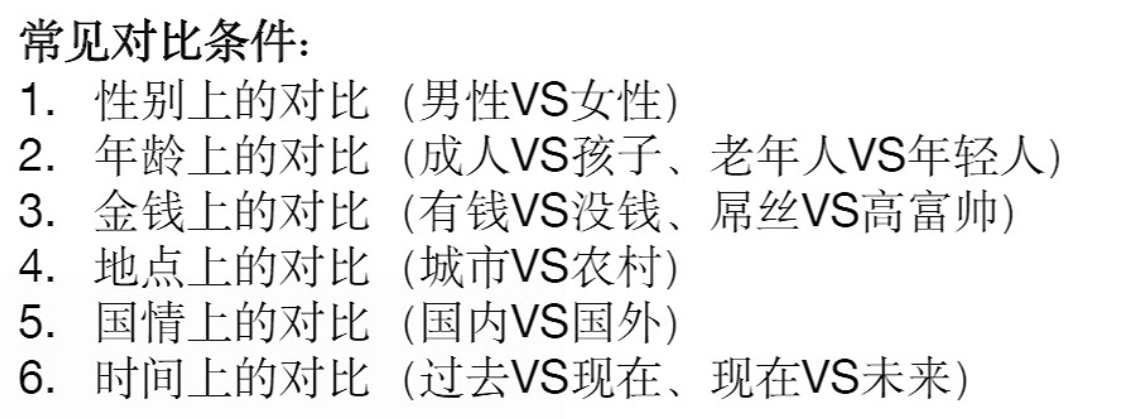 常见对比条件：
1. 性别上的对比（男性VS女性）
2. 年龄上的对比（成人VS孩子、老年人VS年轻人）
3. 金钱上的对比（有钱VS没钱、屌丝VS高富帅）
4. 地点上的对比（城市VS农村）
5. 国情上的对比（国内VS国外）
6. 时间上的对比（过去VS现在、现在VS未来）